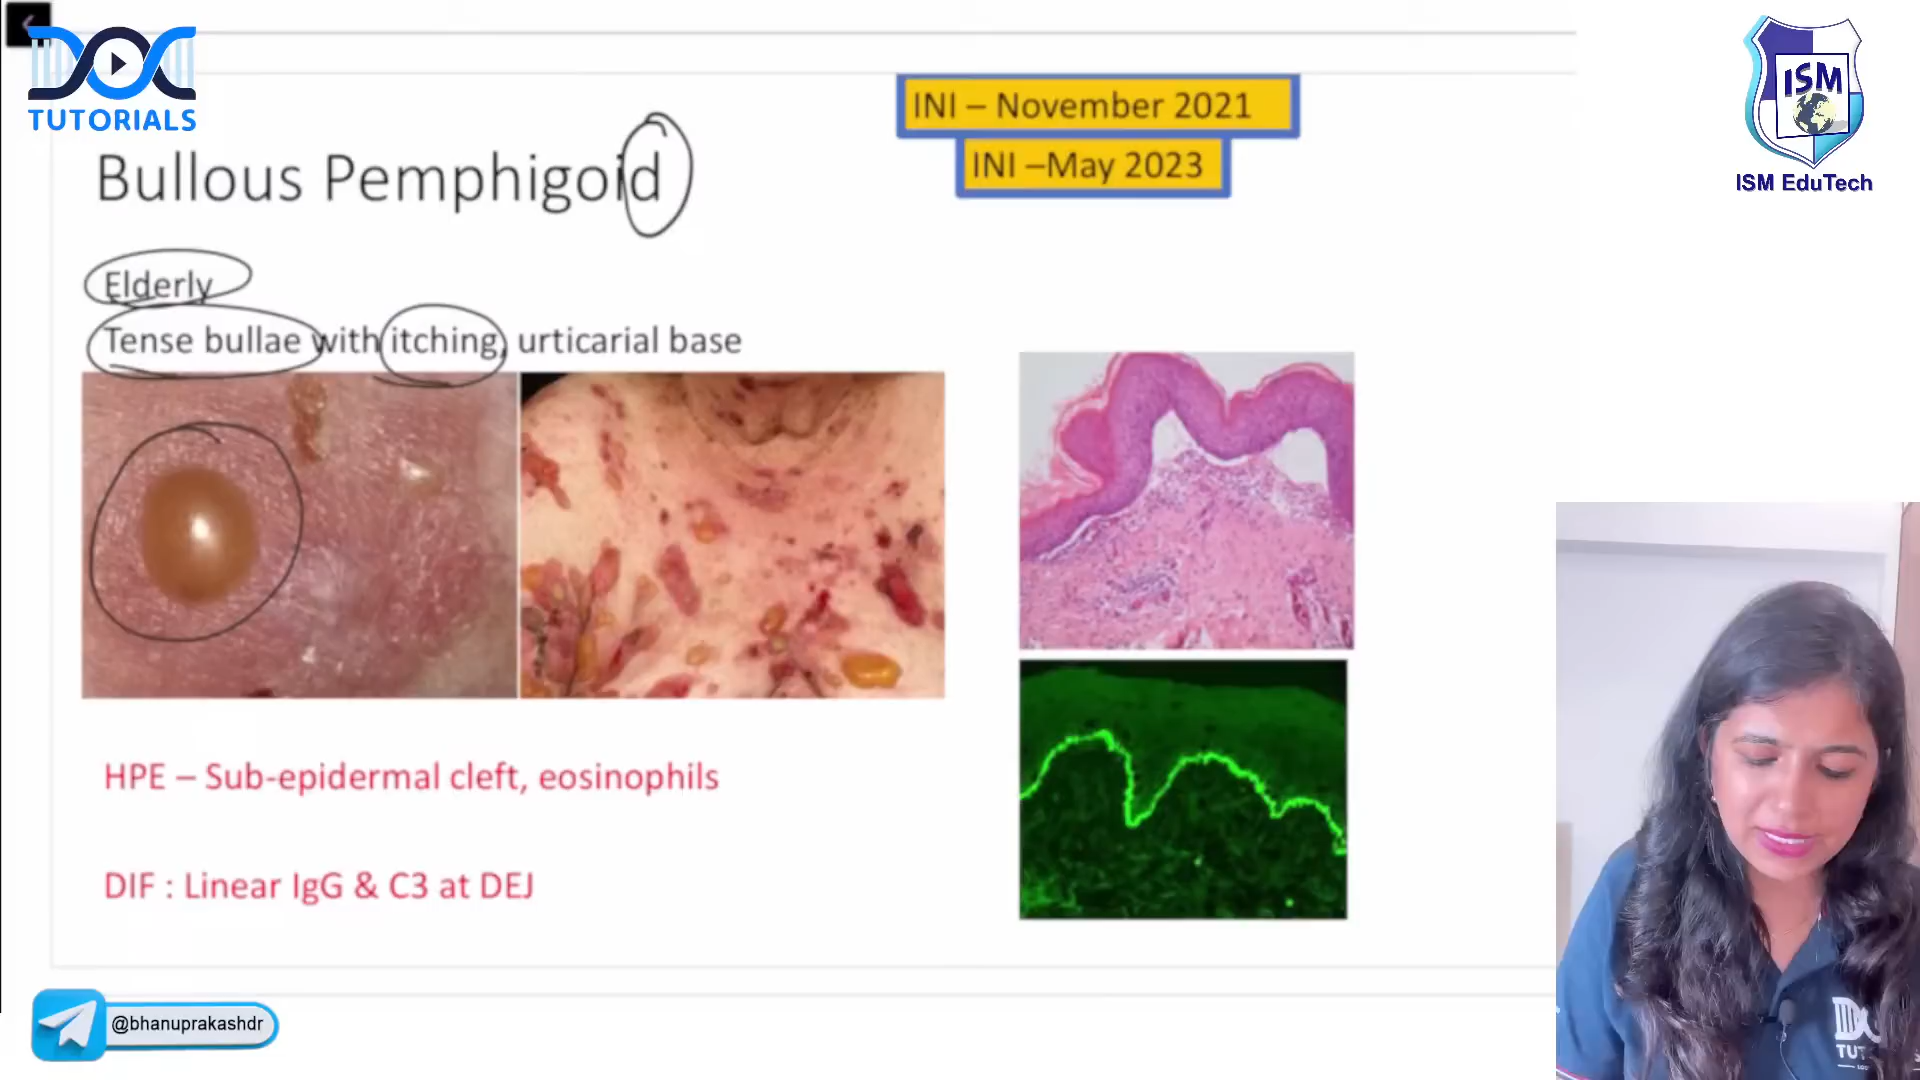 DOC
TUTORIALS
INI – November 2021
INI –May 2023
ISM
ISM EduTech
Bullous Pemphigoid
Elderly
Tense bullae with itching, urticarial base
HPE – Sub-epidermal cleft, eosinophils
DIF : Linear IgG & C3 at DEJ
@bhanuprakashdr